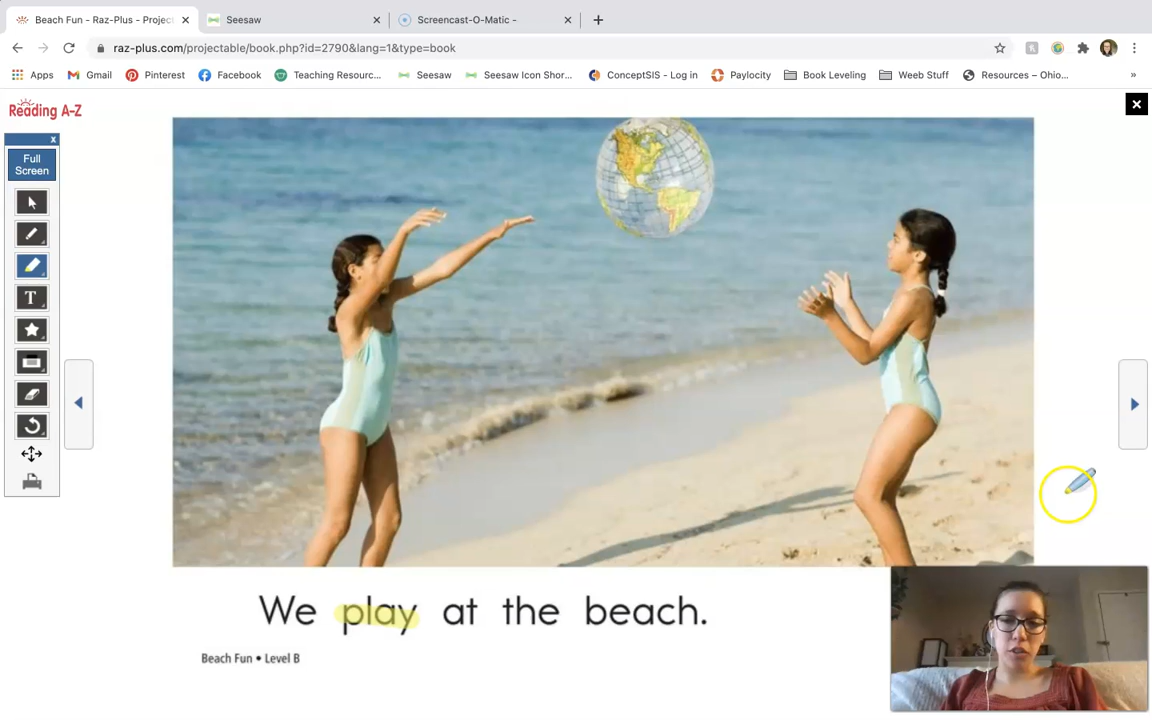 Beach Fun - Raz-Plus - Project
Seesaw
Screencast-O-Matic -
raz-plus.com/projectable/book.php?id=2790&lang=1&type=book
Apps Gmail Pinterest Facebook Teaching Resourc... Seesaw Seesaw Icon Shor... ConceptSIS - Log in Paylocity Book Leveling Weeb Stuff Resources – Ohio... »
Reading A-Z
x
Full
Screen
T
We play at the beach.
Beach Fun • Level B